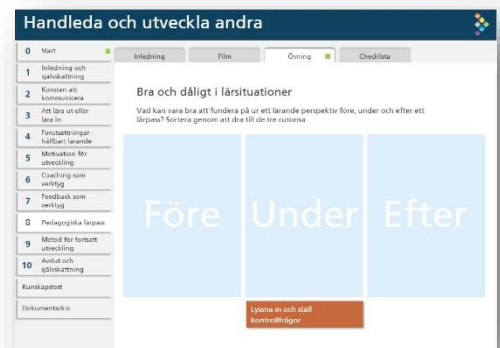 Handleda och utveckla andra
0 Start
1 Inledning och
självskattning
2 Konsten att
kommunicera
3 Att lära ut eller
lära in
4 Förutsättningar -
hållbart lärande
5 Motivation för
utveckling
6 Coaching som
verktyg
7 Feedback som
verktyg
8 Pedagogiska lärpass
9 Metod för fortsatt
utveckling
10 Avslut och
självskattning
Kunskapstest
Dokumentarkiv
Inledning
Film
Övning
Checklista
Bra och dåligt i lärsituationer
Vad kan vara bra att fundera på ur ett lärande perspektiv före, under och efter ett
lärpass? Sortera genom att dra till de tre rutorna.
Före
Under
Efter
Lyssna in och ställ
kontrollfrågor